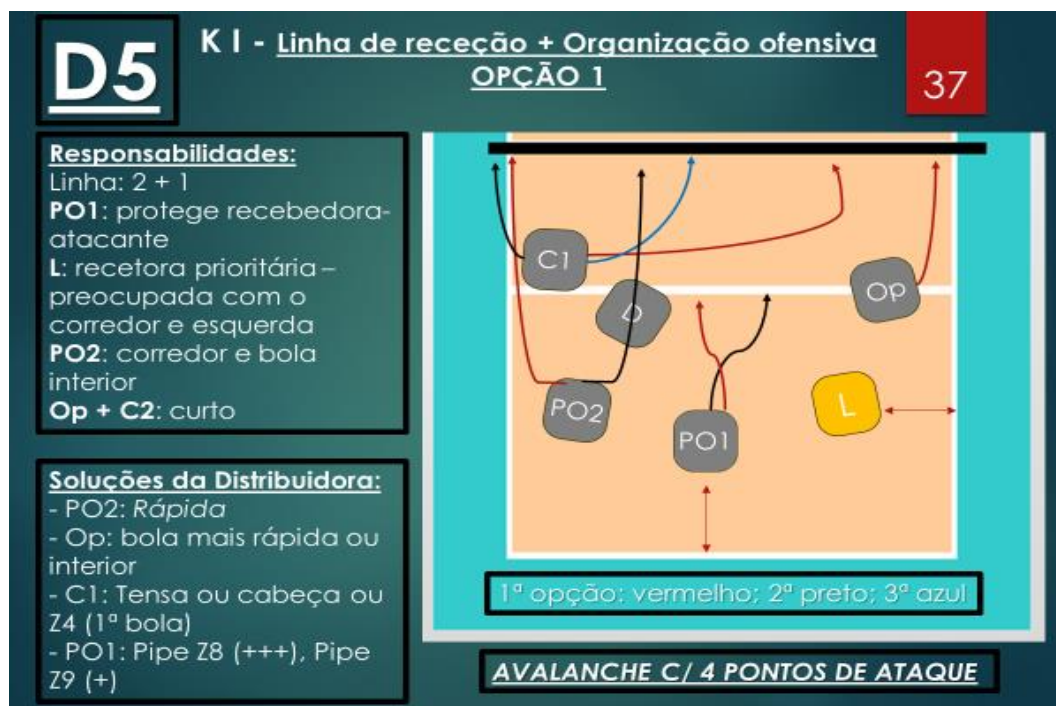 D5
K I - Linha de receção + Organização ofensiva
OPÇÃO 1
37
Responsabilidades:
Linha: 2 + 1
PO1: protege recebedora-
atacante
L: recetora prioritária –
preocupada com o
corredor e esquerda
PO2: corredor e bola
interior
Op + C2: curto
Soluções da Distribuidora:
- PO2: Rápida
- Op: bola mais rápida ou
interior
- C1: Tensa ou cabeça ou
Z4 (1ª bola)
- PO1: Pipe Z8 (+++), Pipe
Z9 (+)
C1
Op
D
PO2
L
PO1
1ª opção: vermelho; 2ª preto; 3ª azul
AVALANCHE C/ 4 PONTOS DE ATAQUE